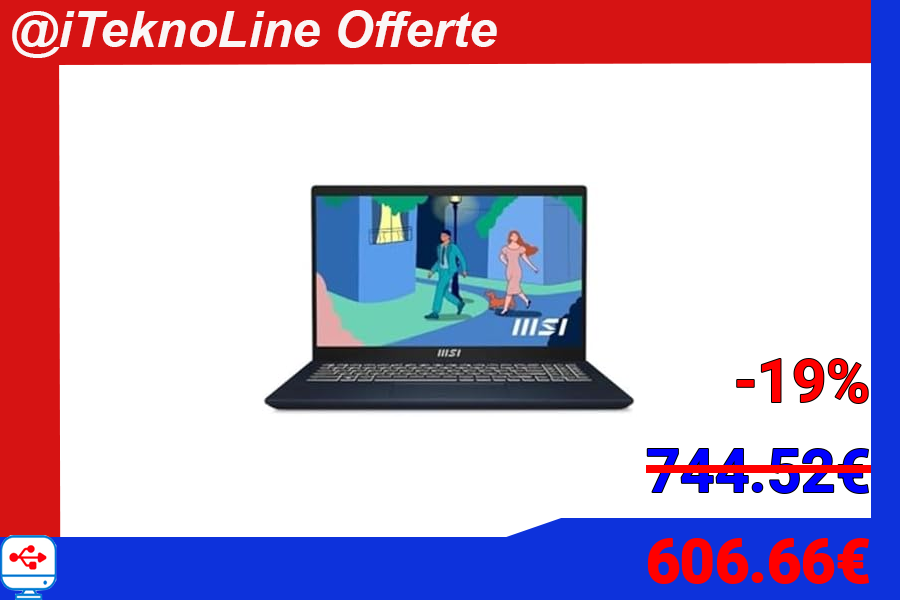 @iTeknoLine Offerte
msi
msi
-19%
744.52€
606.66€